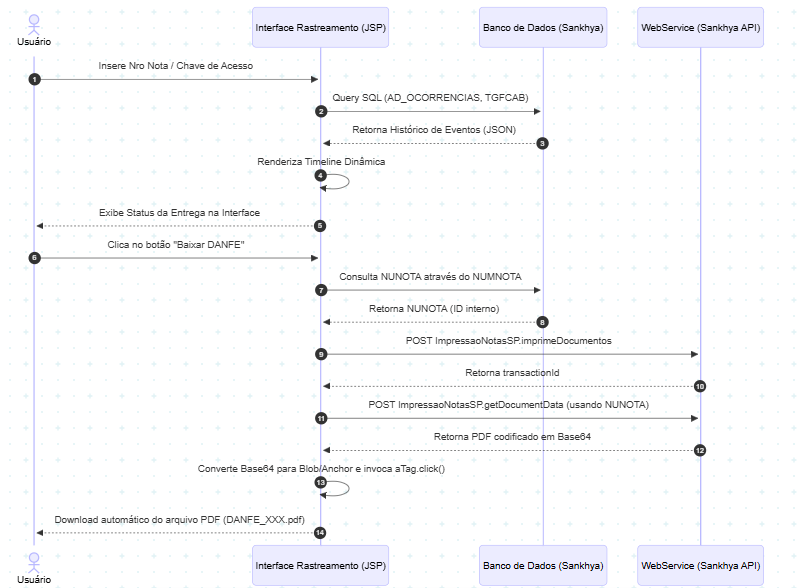 Usuário
Interface Rastreamento (JSP)
Banco de Dados (Sankhya)
WebService (Sankhya API)
Insere Nro Nota / Chave de Acesso
1
Query SQL (AD_OCORRENCIAS, TGFCAB)
2
Retorna Histórico de Eventos (JSON)
3
Renderiza Timeline Dinâmica
4
Exibe Status da Entrega na Interface
5
Clica no botão "Baixar DANFE"
6
Consulta NUNOTA através do NUMNOTA
7
Retorna NUNOTA (ID interno)
8
POST ImpressaoNotasSP.imprimeDocumentos
9
Retorna transactionId
10
POST ImpressaoNotasSP.getDocumentData (usando NUNOTA)
11
Retorna PDF codificado em Base64
12
Converte Base64 para Blob/Anchor e invoca aTag.click()
13
Download automático do arquivo PDF (DANFE_XXX.pdf)
14
Usuário
Interface Rastreamento (JSP)
Banco de Dados (Sankhya)
WebService (Sankhya API)